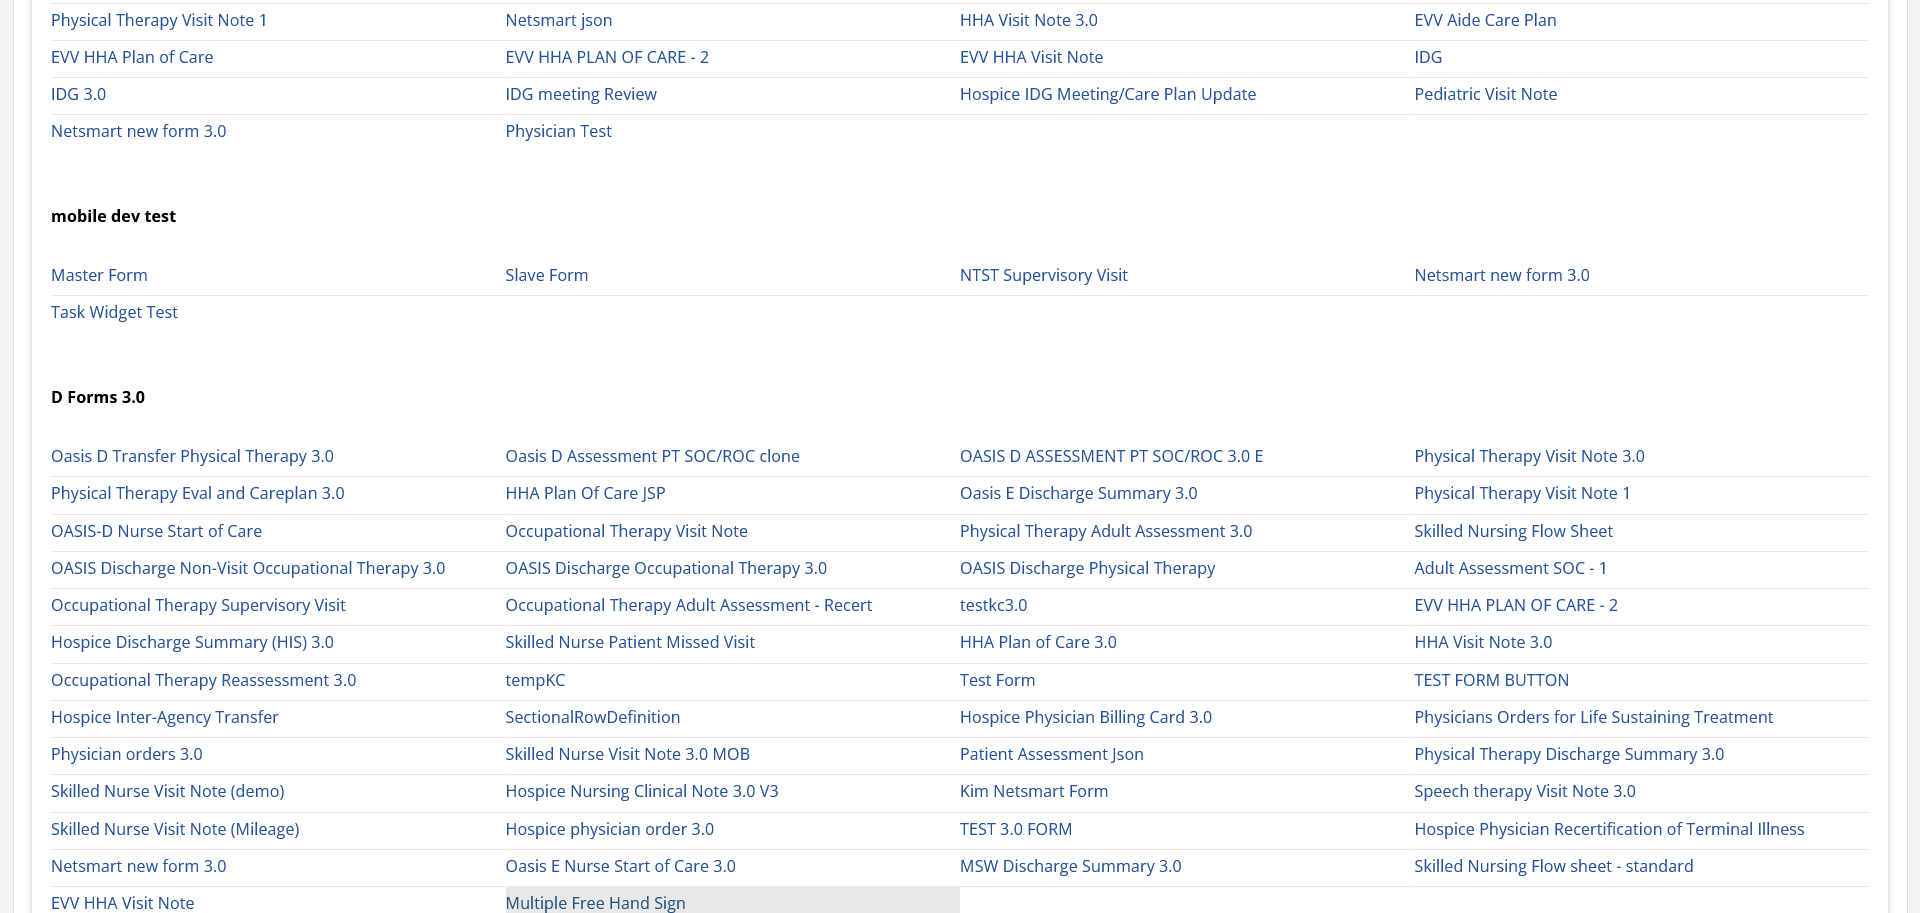 Physical Therapy Visit Note 1 Netsmart json HHA Visit Note 3.0 EVV Aide Care Plan
EVV HHA Plan of Care EVV HHA PLAN OF CARE - 2 EVV HHA Visit Note IDG
IDG 3.0 IDG meeting Review Hospice IDG Meeting/Care Plan Update Pediatric Visit Note
Netsmart new form 3.0 Physician Test
mobile dev test
Master Form Slave Form NTST Supervisory Visit Netsmart new form 3.0
Task Widget Test
D Forms 3.0
Oasis D Transfer Physical Therapy 3.0 Oasis D Assessment PT SOC/ROC clone OASIS D ASSESSMENT PT SOC/ROC 3.0 E Physical Therapy Visit Note 3.0
Physical Therapy Eval and Careplan 3.0 HHA Plan Of Care JSP Oasis E Discharge Summary 3.0 Physical Therapy Visit Note 1
OASIS-D Nurse Start of Care Occupational Therapy Visit Note Physical Therapy Adult Assessment 3.0 Skilled Nursing Flow Sheet
OASIS Discharge Non-Visit Occupational Therapy 3.0 OASIS Discharge Occupational Therapy 3.0 OASIS Discharge Physical Therapy Adult Assessment SOC - 1
Occupational Therapy Supervisory Visit Occupational Therapy Adult Assessment - Recert testkc3.0 EVV HHA PLAN OF CARE - 2
Hospice Discharge Summary (HIS) 3.0 Skilled Nurse Patient Missed Visit HHA Plan of Care 3.0 HHA Visit Note 3.0
Occupational Therapy Reassessment 3.0 tempKC Test Form TEST FORM BUTTON
Hospice Inter-Agency Transfer SectionalRowDefinition Hospice Physician Billing Card 3.0 Physicians Orders for Life Sustaining Treatment
Physician orders 3.0 Skilled Nurse Visit Note 3.0 MOB Patient Assessment Json Physical Therapy Discharge Summary 3.0
Skilled Nurse Visit Note (demo) Hospice Nursing Clinical Note 3.0 V3 Kim Netsmart Form Speech therapy Visit Note 3.0
Skilled Nurse Visit Note (Mileage) Hospice physician order 3.0 TEST 3.0 FORM Hospice Physician Recertification of Terminal Illness
Netsmart new form 3.0 Oasis E Nurse Start of Care 3.0 MSW Discharge Summary 3.0 Skilled Nursing Flow sheet - standard
EVV HHA Visit Note Multiple Free Hand Sign